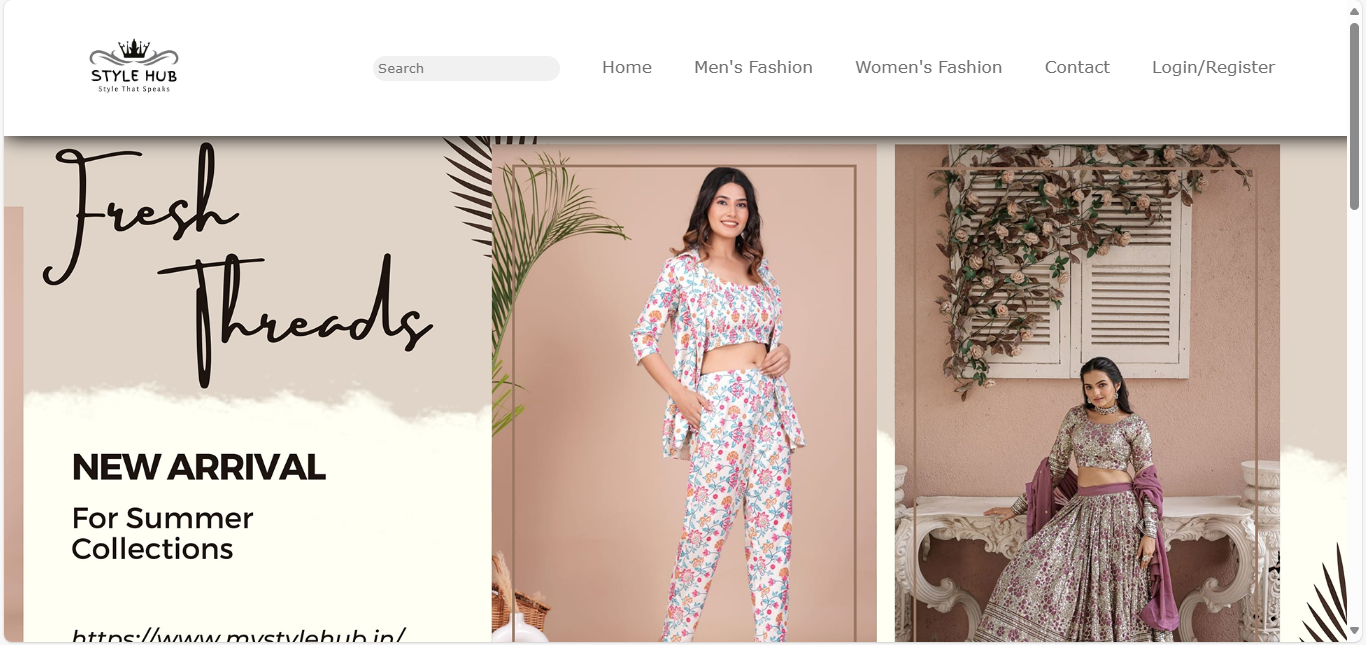 STYLE HUB
Style That Speaks
Search
Home
Men's Fashion
Women's Fashion
Contact
Login/Register
Fresh
Threads
NEW ARRIVAL
For Summer
Collections
https://www.mystylehub.in/